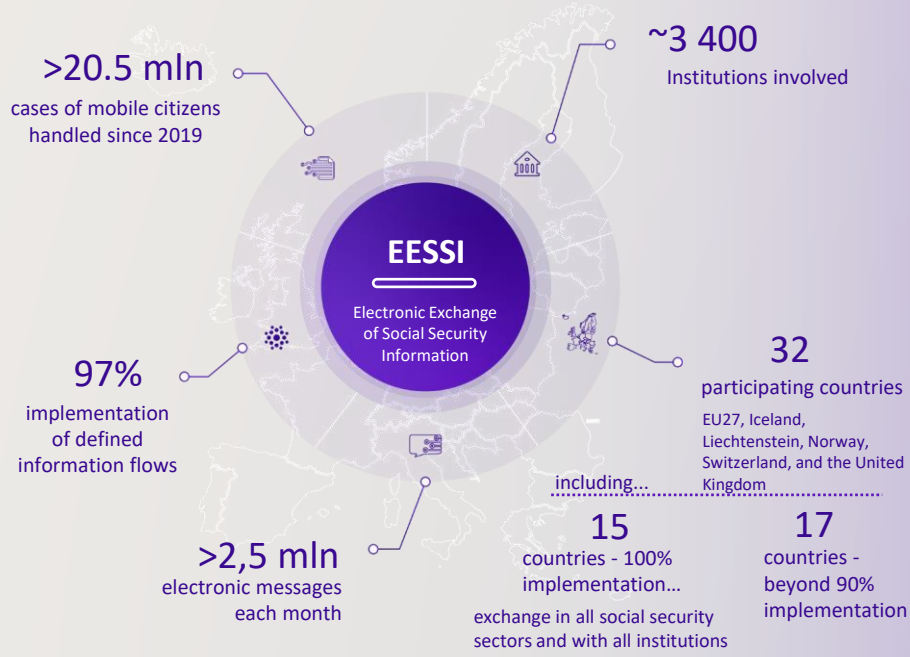 >20.5 mln
cases of mobile citizens
handled since 2019
~3 400
Institutions involved
EESSI
Electronic Exchange
of Social Security
Information
97%
implementation
of defined
information flows
32
participating countries
EU27, Iceland,
Liechtenstein, Norway,
Switzerland, and the United
Kingdom
including...
15
countries - 100%
implementation...
exchange in all social security
sectors and with all institutions
17
countries -
beyond 90%
implementation
>2,5 mln
electronic messages
each month